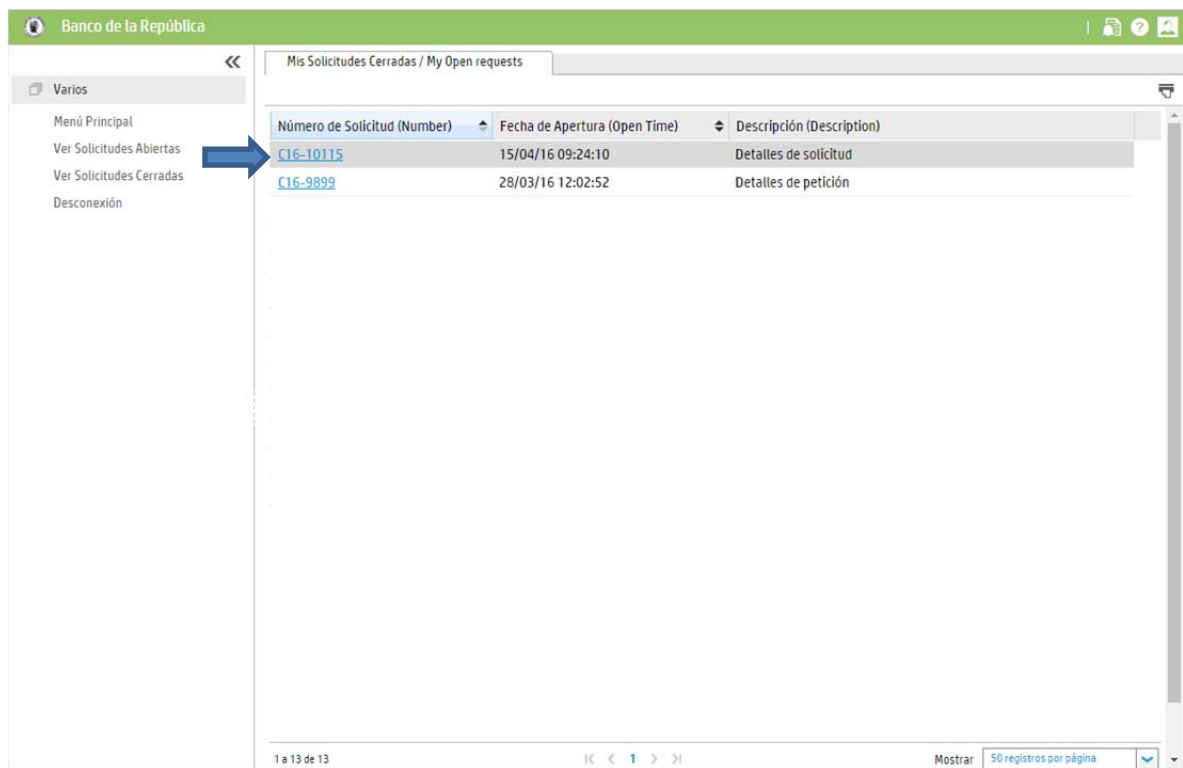 Banco de la República
Mis Solicitudes Cerradas / My Open requests
Varios
Menú Principal
Ver Solicitudes Abiertas
Ver Solicitudes Cerradas
Desconexión
Número de Solicitud (Number) Fecha de Apertura (Open Time) Descripción (Description)
C16-10115 15/04/16 09:24:10 Detalles de solicitud
C16-9899 28/03/16 12:02:52 Detalles de petición
1 a 13 de 13 1 Mostrar 50 registros por página